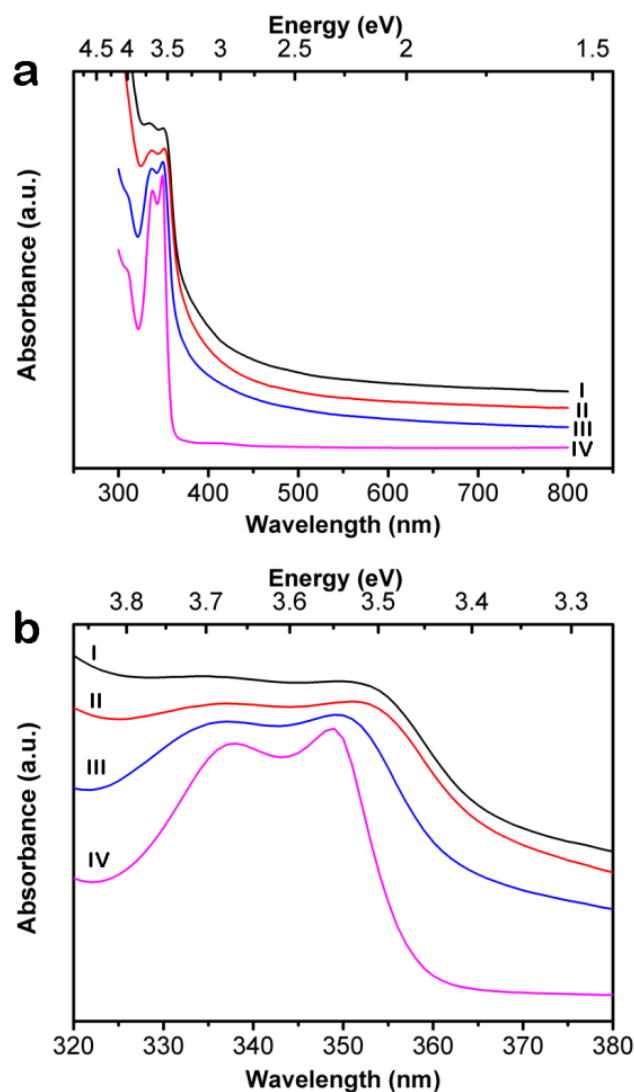 Energy (eV)
4.5 4 3.5 3 2.5 2 1.5
a
Absorbance (a.u.)
I
II
III
IV
300 400 500 600 700 800
Wavelength (nm)
Energy (eV)
3.8 3.7 3.6 3.5 3.4 3.3
b
Absorbance (a.u.)
I
II
III
IV
320 330 340 350 360 370 380
Wavelength (nm)